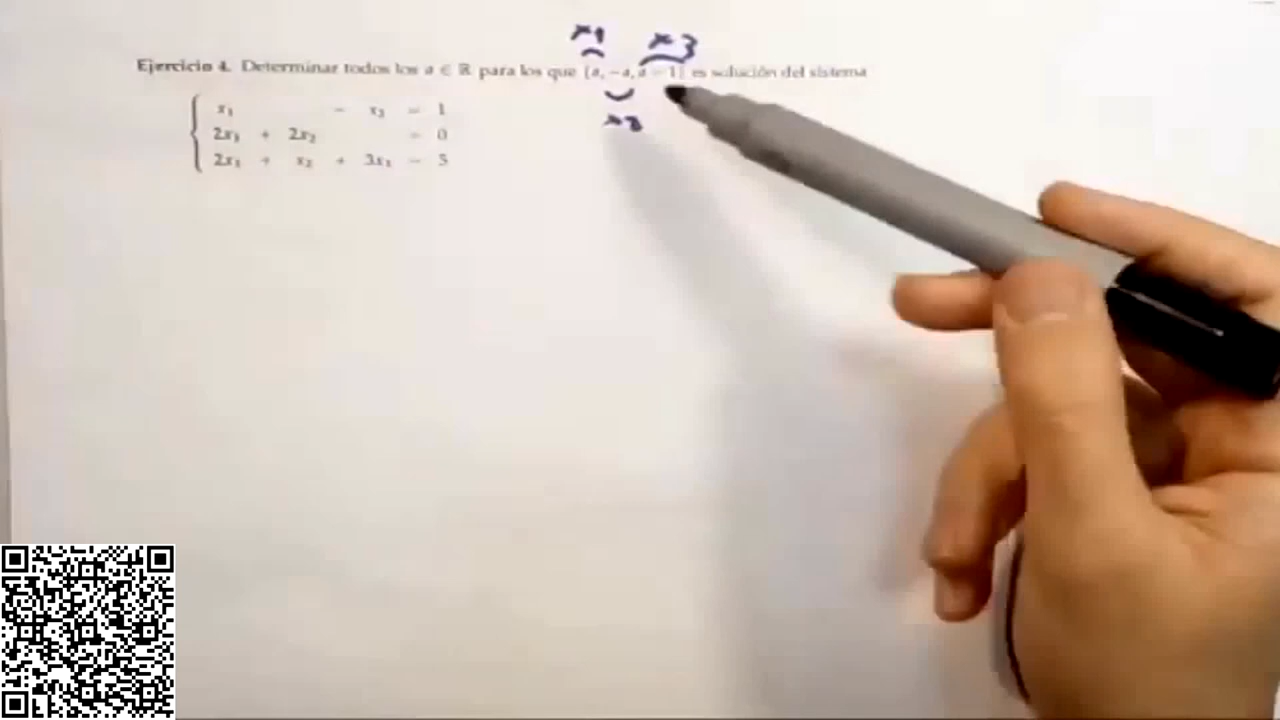 x1 x3
Ejercicio 4. Determinar todos los a ∈ ℝ para los que (a, −a, a − 1) es solución del sistema
x₁ − x₃ = 1
2x₁ + 2x₂ = 0
2x₁ + x₂ + 3x₃ = 5